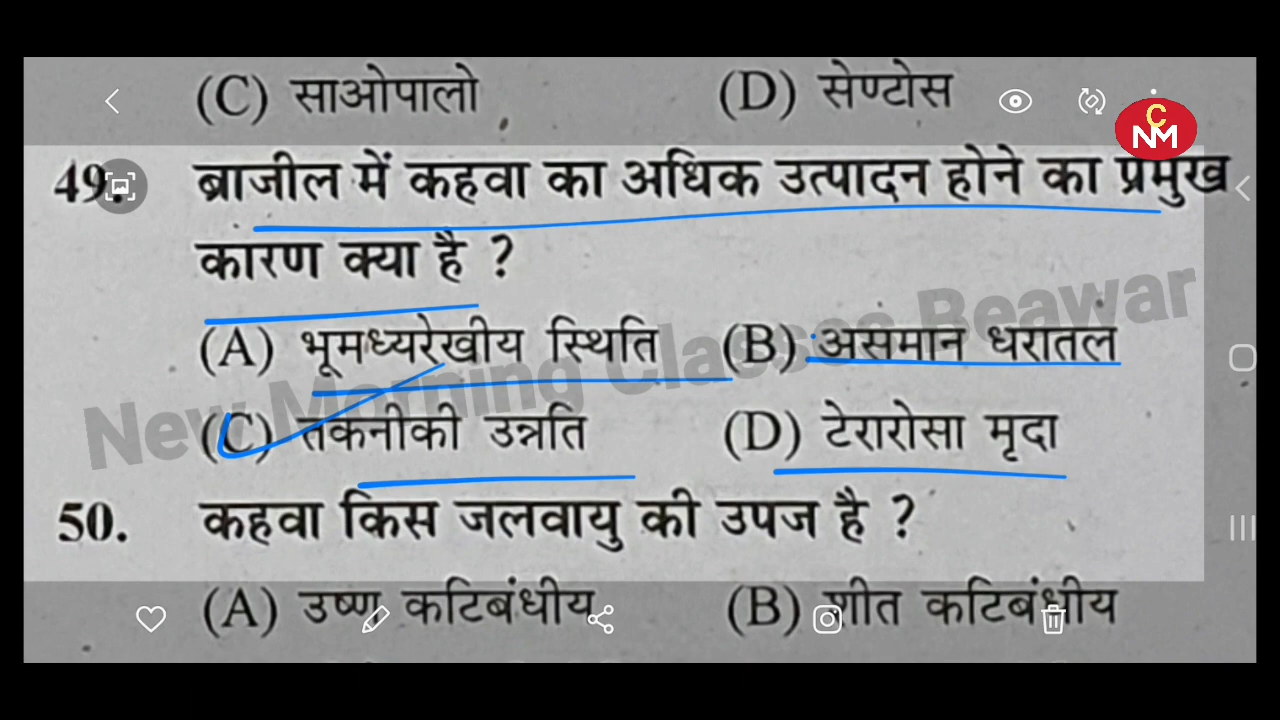 (C) साओपालो (D) सेण्टोस
C
NM
49. ब्राजील में कहवा का अधिक उत्पादन होने का प्रमुख
कारण क्या है ?
(A) भूमध्यरेखीय स्थिति (B) असमान धरातल
New Morning Classes Beawar
(C) तकनीकी उन्नति (D) टेरारोसा मृदा
50. कहवा किस जलवायु की उपज है ?
(A) उष्ण कटिबंधीय (B) शीत कटिबंधीय